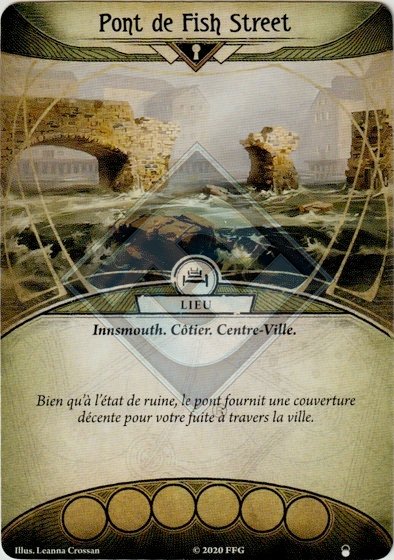 Pont de Fish Street
LIEU
Innsmouth. Côtier. Centre-Ville.
Bien qu'à l'état de ruine, le pont fournit une couverture
décente pour votre fuite à travers la ville.
Illus. Leanna Crossan
© 2020 FFG